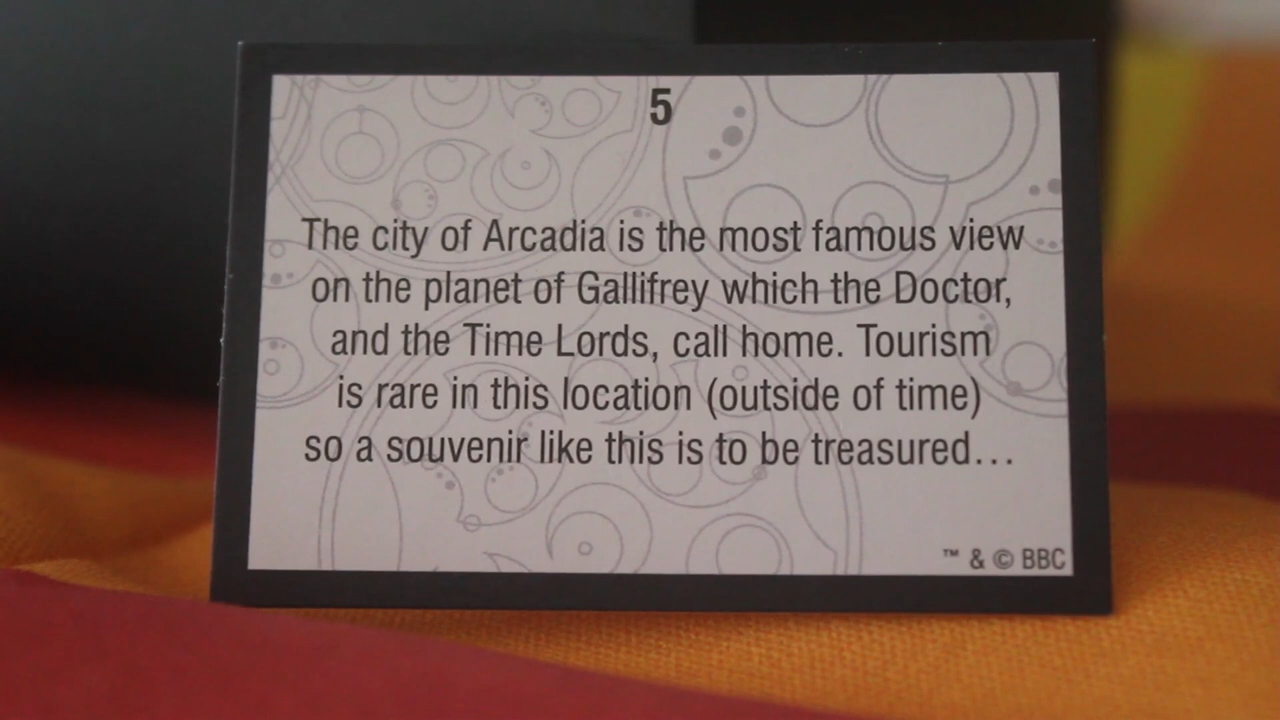 5
The city of Arcadia is the most famous view
on the planet of Gallifrey which the Doctor,
and the Time Lords, call home. Tourism
is rare in this location (outside of time)
so a souvenir like this is to be treasured...
™ & © BBC